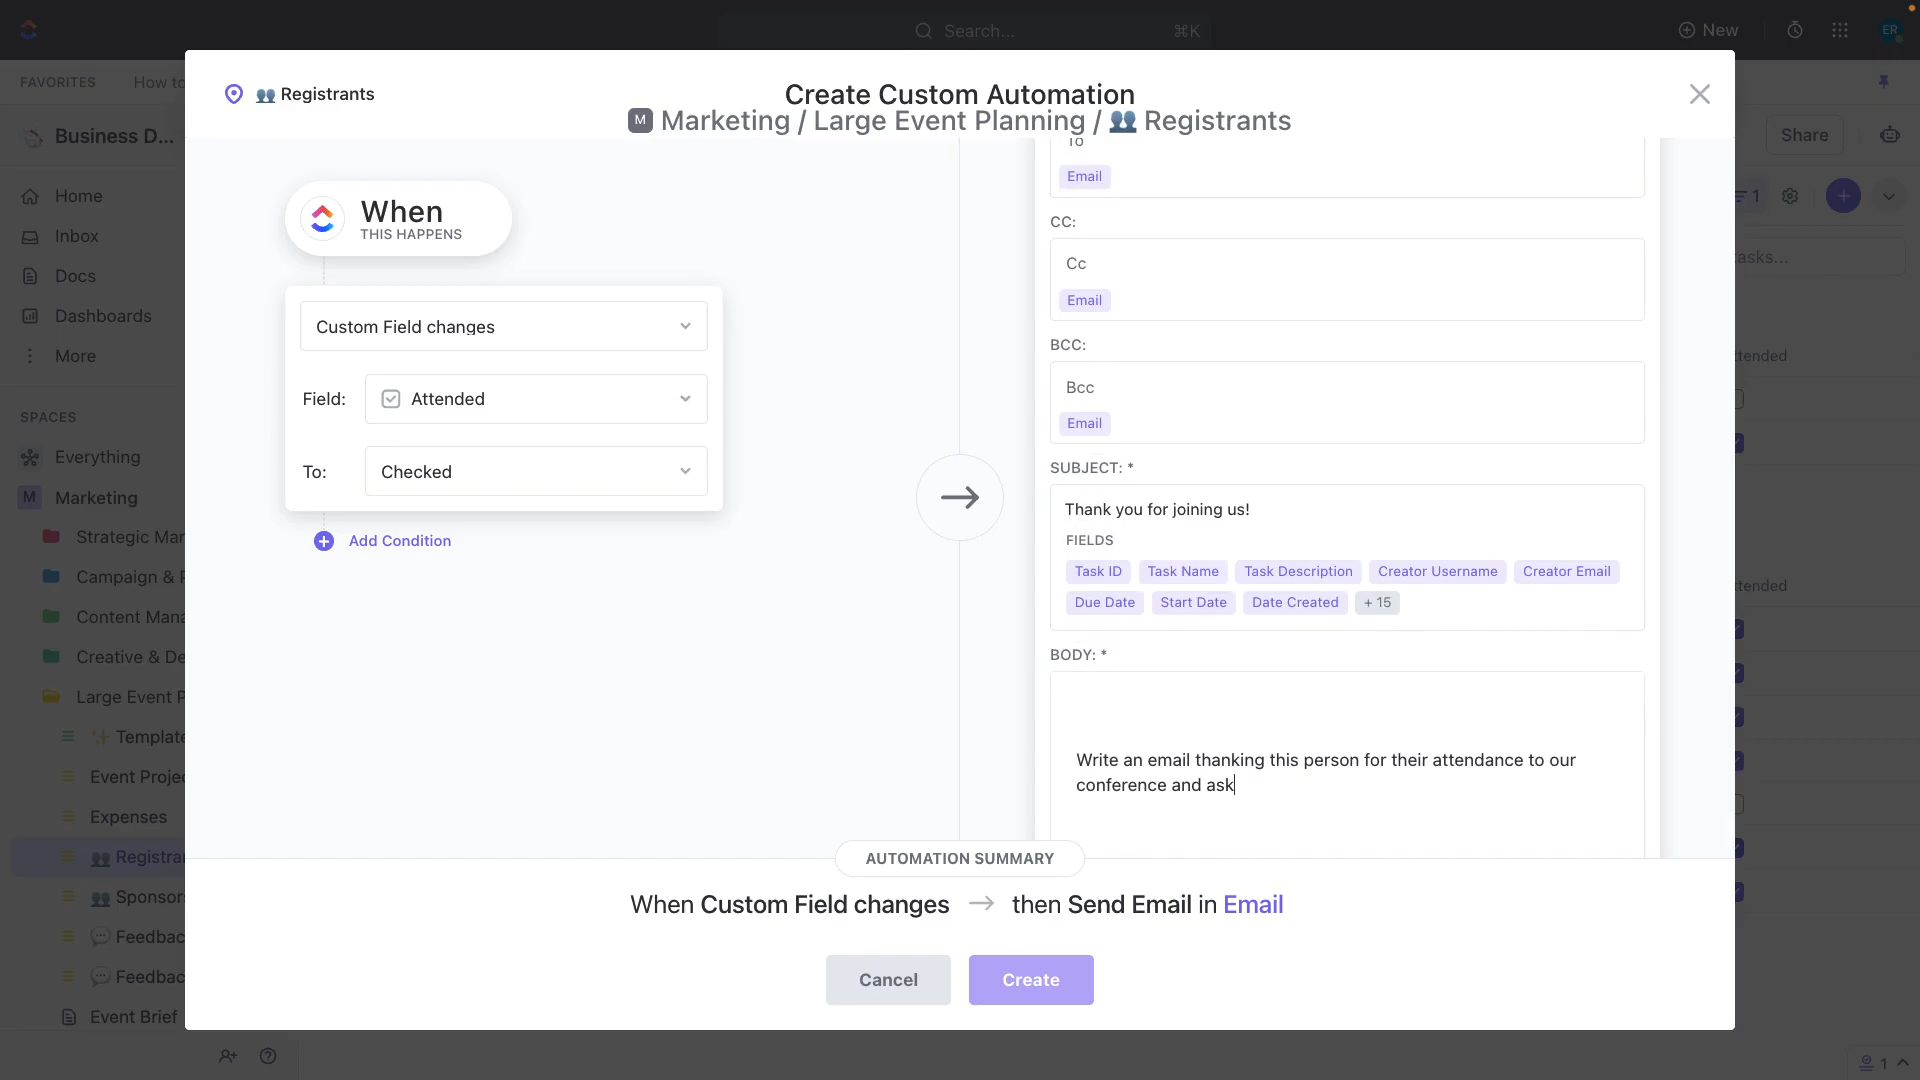 Search...
⌘K
New
ER
FAVORITES
How to
Business D...
Share
Home
Inbox
Docs
Dashboards
More
SPACES
Everything
M Marketing
Strategic Mar
Campaign &
Content Mana
Creative & De
Large Event P
Template
Event Projec
Expenses
Registrar
Sponsors
Feedbac
Feedbac
Event Brief
Registrants
Create Custom Automation
M Marketing / Large Event Planning / Registrants
When
THIS HAPPENS
Custom Field changes
Field: Attended
To: Checked
Add Condition
To
Email
CC:
Cc
Email
BCC:
Bcc
Email
SUBJECT: *
Thank you for joining us!
FIELDS
Task ID Task Name Task Description Creator Username Creator Email
Due Date Start Date Date Created + 15
BODY: *
Write an email thanking this person for their attendance to our
conference and ask
AUTOMATION SUMMARY
When Custom Field changes → then Send Email in Email
Cancel
Create
1
asks...
ttended
ttended
1